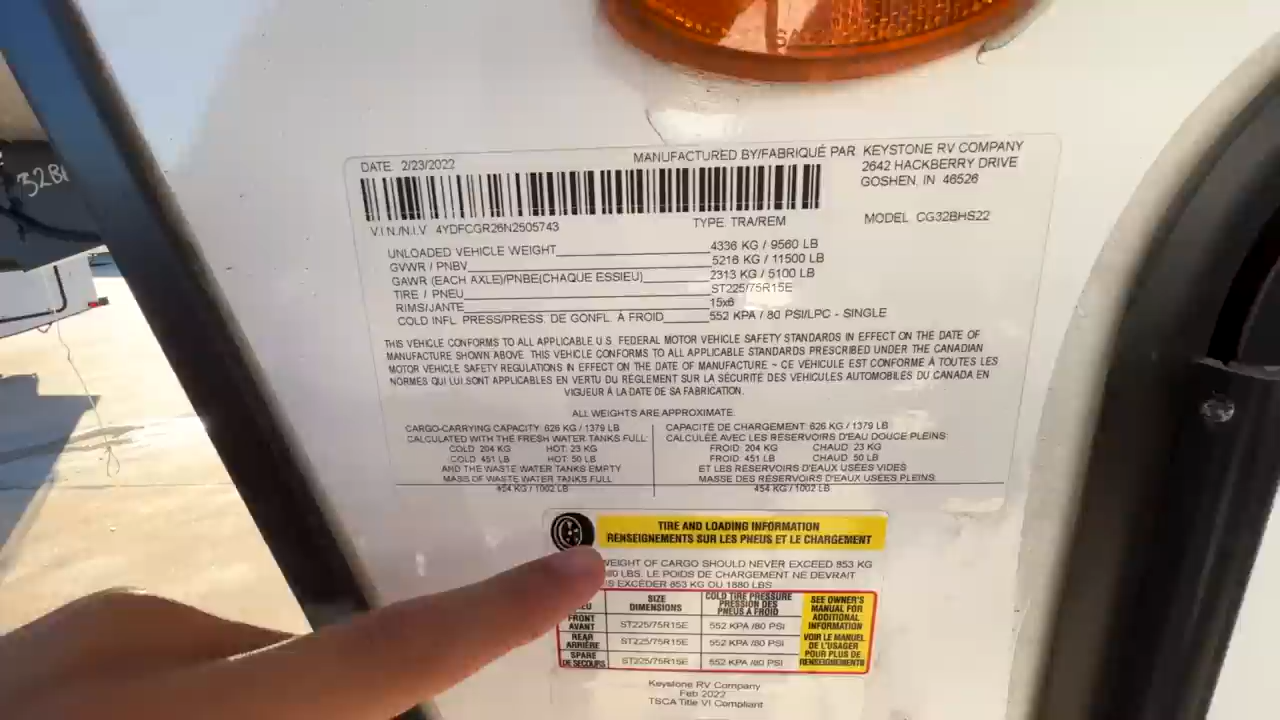 328
DATE: 2/23/2022
MANUFACTURED BY/FABRIQUÉ PAR KEYSTONE RV COMPANY
2642 HACKBERRY DRIVE
GOSHEN, IN 46526
V.I.N./N.I.V 4YDFCGR26N2505743
TYPE: TRA/REM
MODEL CG32BHS22
UNLOADED VEHICLE WEIGHT 4336 KG / 9560 LB
GVWR / PNBV 5216 KG / 11500 LB
GAWR (EACH AXLE)/PNBE(CHAQUE ESSIEU) 2313 KG / 5100 LB
TIRE / PNEU ST225/75R15E
RIMS/JANTE 15x6
COLD INFL. PRESS/PRESS. DE GONFL. À FROID 552 KPA / 80 PSI/LPC - SINGLE
THIS VEHICLE CONFORMS TO ALL APPLICABLE U.S. FEDERAL MOTOR VEHICLE SAFETY STANDARDS IN EFFECT ON THE DATE OF
MANUFACTURE SHOWN ABOVE. THIS VEHICLE CONFORMS TO ALL APPLICABLE STANDARDS PRESCRIBED UNDER THE CANADIAN
MOTOR VEHICLE SAFETY REGULATIONS IN EFFECT ON THE DATE OF MANUFACTURE ~ CE VÉHICULE EST CONFORME À TOUTES LES
NORMES QUI LUI SONT APPLICABLES EN VERTU DU RÈGLEMENT SUR LA SÉCURITÉ DES VÉHICULES AUTOMOBILES DU CANADA EN
VIGUEUR À LA DATE DE SA FABRICATION.
ALL WEIGHTS ARE APPROXIMATE
CARGO-CARRYING CAPACITY: 626 KG / 1379 LB
CALCULATED WITH THE FRESH WATER TANKS FULL:
COLD: 204 KG HOT: 23 KG
COLD: 451 LB HOT: 50 LB
AND THE WASTE WATER TANKS EMPTY
MASS OF WASTE WATER TANKS FULL
454 KG / 1002 LB
CAPACITÉ DE CHARGEMENT: 626 KG / 1379 LB
CALCULÉE AVEC LES RÉSERVOIRS D'EAU DOUCE PLEINS:
FROID: 204 KG CHAUD: 23 KG
FROID: 451 LB CHAUD: 50 LB
ET LES RÉSERVOIRS D'EAUX USÉES VIDES
MASSE DES RÉSERVOIRS D'EAUX USÉES PLEINS
454 KG / 1002 LB
TIRE AND LOADING INFORMATION
RENSEIGNEMENTS SUR LES PNEUS ET LE CHARGEMENT
WEIGHT OF CARGO SHOULD NEVER EXCEED 853 KG
LBS. LE POIDS DE CHARGEMENT NE DEVRAIT
EXCÉDER 853 KG OU 1880 LBS
SIZE
DIMENSIONS
COLD TIRE PRESSURE
PRESSION DES
PNEUS A FROID
FRONT
AVANT
ST225/75R15E 552 KPA /80 PSI
REAR
ARRIÈRE
ST225/75R15E 552 KPA /80 PSI
SPARE
DE SECOURS
ST225/75R15E 552 KPA /80 PSI
SEE OWNER'S
MANUAL FOR
ADDITIONAL
INFORMATION
VOIR LE MANUEL
DE L'USAGER
POUR PLUS DE
RENSEIGNEMENTS
Keystone RV Company
Feb 2022
TSCA Title VI Compliant